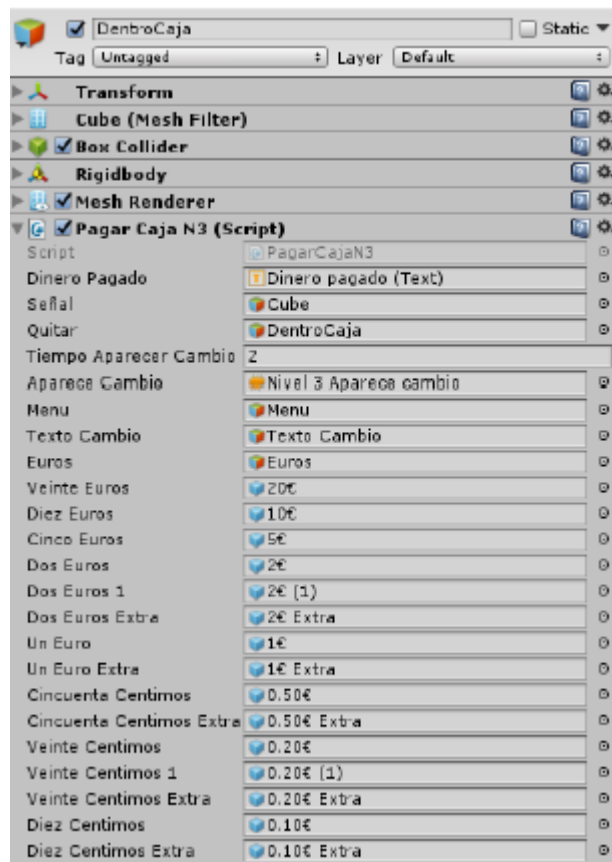 DentroCaja Static
Tag Untagged Layer Default
Transform
Cube (Mesh Filter)
Box Collider
Rigidbody
Mesh Renderer
Pagar Caja N3 (Script)
Script PagarCajaN3
Dinero Pagado Dinero pagado (Text)
Señal Cube
Quitar DentroCaja
Tiempo Aparecer Cambio 2
Aparece Cambio Nivel 3 Aparece cambio
Menu Menu
Texto Cambio Texto Cambio
Euros Euros
Veinte Euros 20€
Diez Euros 10€
Cinco Euros 5€
Dos Euros 2€
Dos Euros 1 2€ (1)
Dos Euros Extra 2€ Extra
Un Euro 1€
Un Euro Extra 1€ Extra
Cincuenta Centimos 0.50€
Cincuenta Centimos Extra 0.50€ Extra
Veinte Centimos 0.20€
Veinte Centimos 1 0.20€ (1)
Veinte Centimos Extra 0.20€ Extra
Diez Centimos 0.10€
Diez Centimos Extra 0.10€ Extra